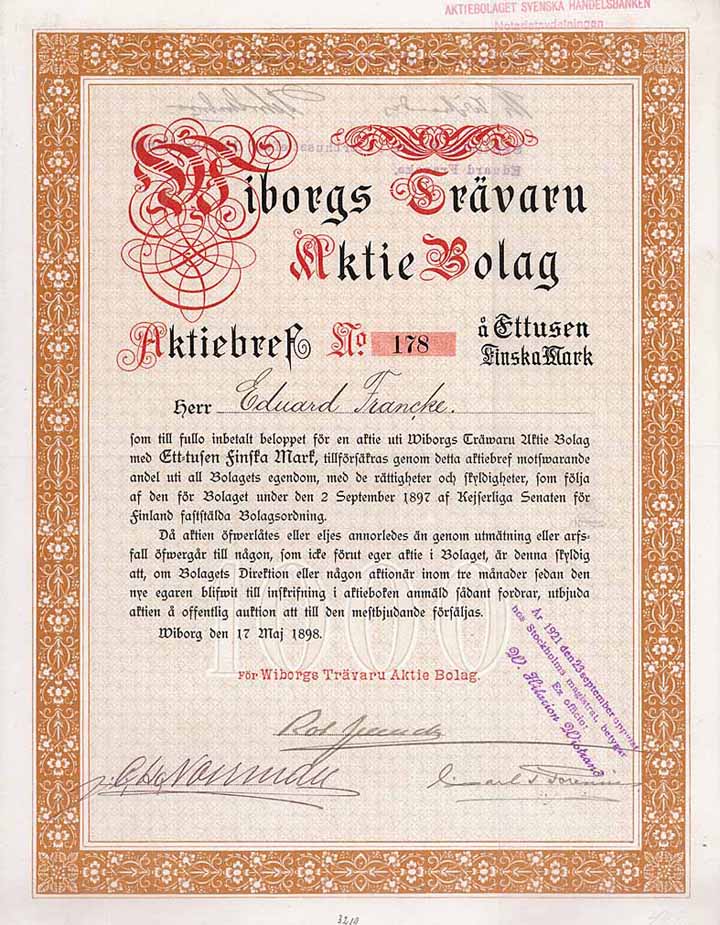 AKTIEBOLAGET SVENSKA HANDELSBANKEN
Notariatavdelningen
Wiborgs Trävaru
Aktie Bolag
Aktiebref No 178
à Ettusen
Finska Mark
Herr Eduard Francke.
som till fullo inbetalt beloppet för en aktie uti Wiborgs Träwaru Aktie Bolag
med Ett-tusen Finska Mark, tillförsäkras genom detta aktiebref motswarande
andel uti all Bolagets egendom, med de rättigheter och skyldigheter, som följa
af den för Bolaget under den 2 September 1897 af Kejserliga Senaten för
Finland fastställda Bolagsordning.
Då aktien öfwerlåtes eller eljes annorledes än genom utmätning eller arfs-
fall öfwergår till någon, som icke förut eger aktie i Bolaget, är denna skyldig
att, om Bolagets Direktion eller någon aktionär inom tre månader sedan den
nye egaren blifwit till inskrifning i aktieboken anmäld sådant fordrar, utbjuda
aktien å offentlig auktion att till den mestbjudande försäljas.
Wiborg den 17 Maj 1898.
1000
För Wiborgs Trävaru Aktie Bolag.
År 1921 den 23 september uppvisat
hos Stockholms magistrat, betygar
Ex officio:
W. Hilarion Wistrand
3210